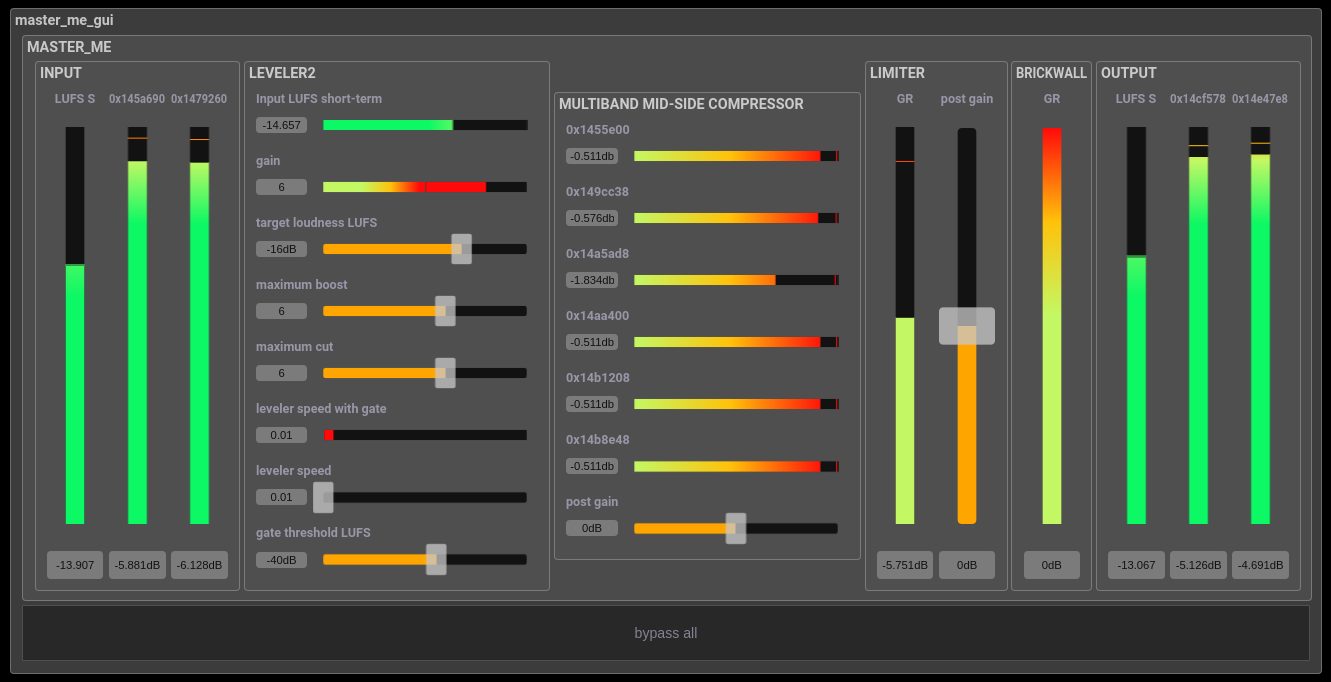 master_me_gui
MASTER_ME
INPUT
LUFS S 0x145a690 0x1479260
-13.907 -5.881dB -6.128dB
LEVELER2
Input LUFS short-term
-14.657
gain
6
target loudness LUFS
-16dB
maximum boost
6
maximum cut
6
leveler speed with gate
0.01
leveler speed
0.01
gate threshold LUFS
-40dB
MULTIBAND MID-SIDE COMPRESSOR
0x1455e00
-0.511db
0x149cc38
-0.576db
0x14a5ad8
-1.834db
0x14aa400
-0.511db
0x14b1208
-0.511db
0x14b8e48
-0.511db
post gain
0dB
LIMITER
GR post gain
-5.751dB 0dB
BRICKWALL
GR
0dB
OUTPUT
LUFS S 0x14cf578 0x14e47e8
-13.067 -5.126dB -4.691dB
bypass all